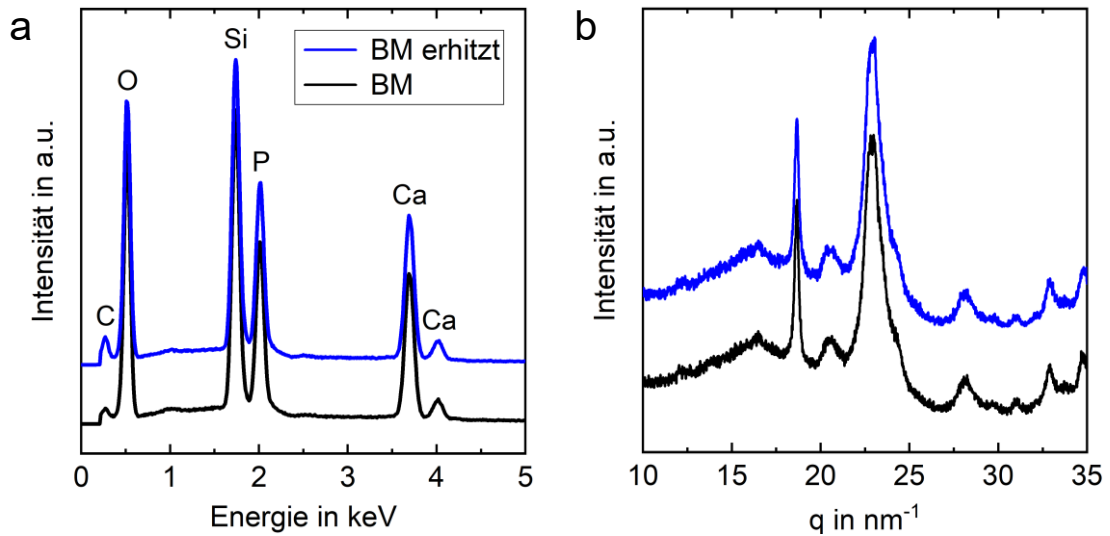 a
Intensität in a.u.
C
O
Si
P
Ca
Ca
BM erhitzt
BM
0 1 2 3 4 5
Energie in keV
b
Intensität in a.u.
10 15 20 25 30 35
q in nm⁻¹